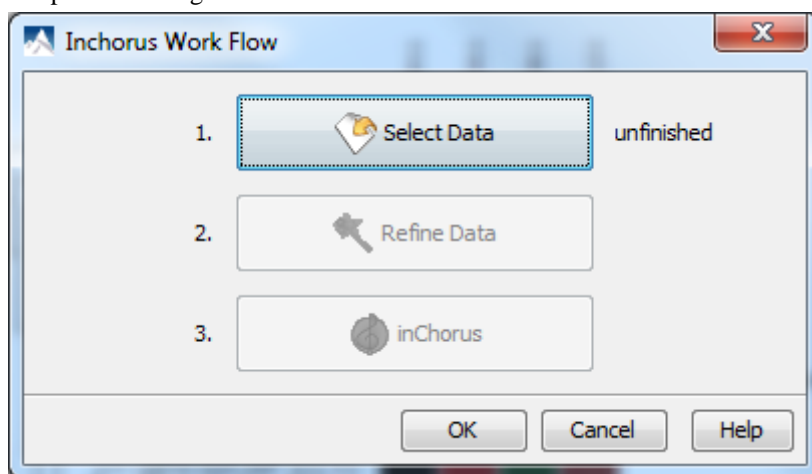 Inchorus Work Flow
1. Select Data unfinished
2. Refine Data
3. inChorus
OK Cancel Help